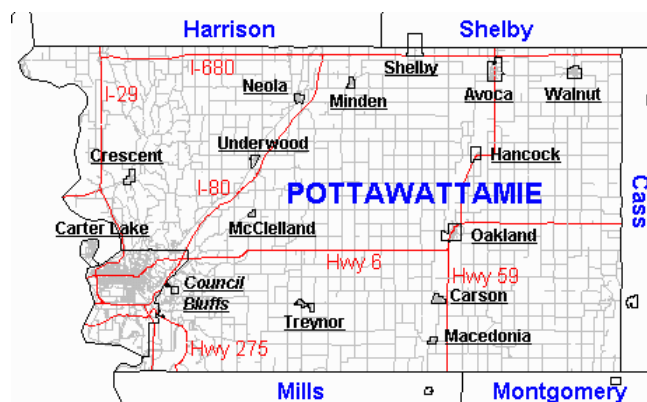 Harrison
Shelby
I-680
Shelby
I-29
Neola
Minden
Avoca
Walnut
Underwood
Hancock
Crescent
I-80
POTTAWATTAMIE
Cass
Carter Lake
McClelland
Oakland
Hwy 6
Hwy 59
Council
Bluffs
Carson
Treynor
Macedonia
Hwy 275
Mills
Montgomery